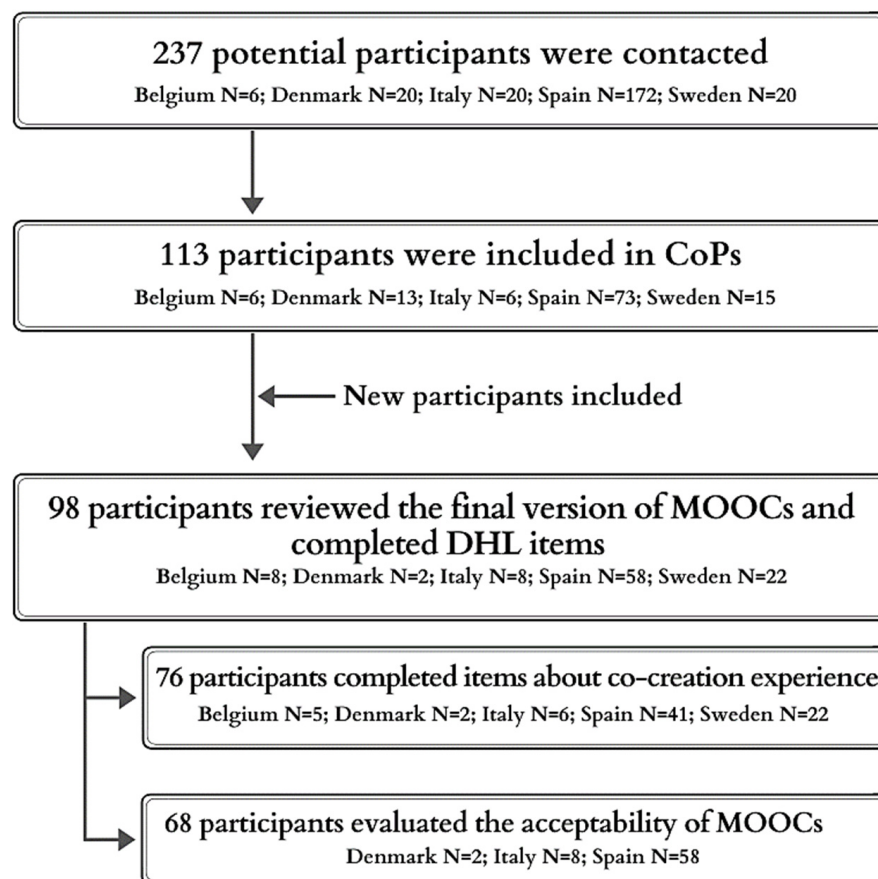 237 potential participants were contacted
Belgium N=6; Denmark N=20; Italy N=20; Spain N=172; Sweden N=20
113 participants were included in CoPs
Belgium N=6; Denmark N=13; Italy N=6; Spain N=73; Sweden N=15
New participants included
98 participants reviewed the final version of MOOCs and
completed DHL items
Belgium N=8; Denmark N=2; Italy N=8; Spain N=58; Sweden N=22
76 participants completed items about co-creation experience
Belgium N=5; Denmark N=2; Italy N=6; Spain N=41; Sweden N=22
68 participants evaluated the acceptability of MOOCs
Denmark N=2; Italy N=8; Spain N=58